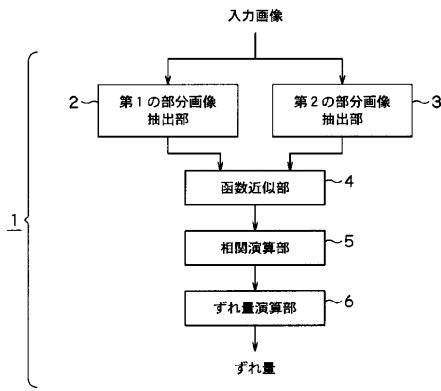 入力画像
2
第1の部分画像
抽出部
第2の部分画像
抽出部
3
函数近似部
4
1
相関演算部
5
ずれ量演算部
6
ずれ量